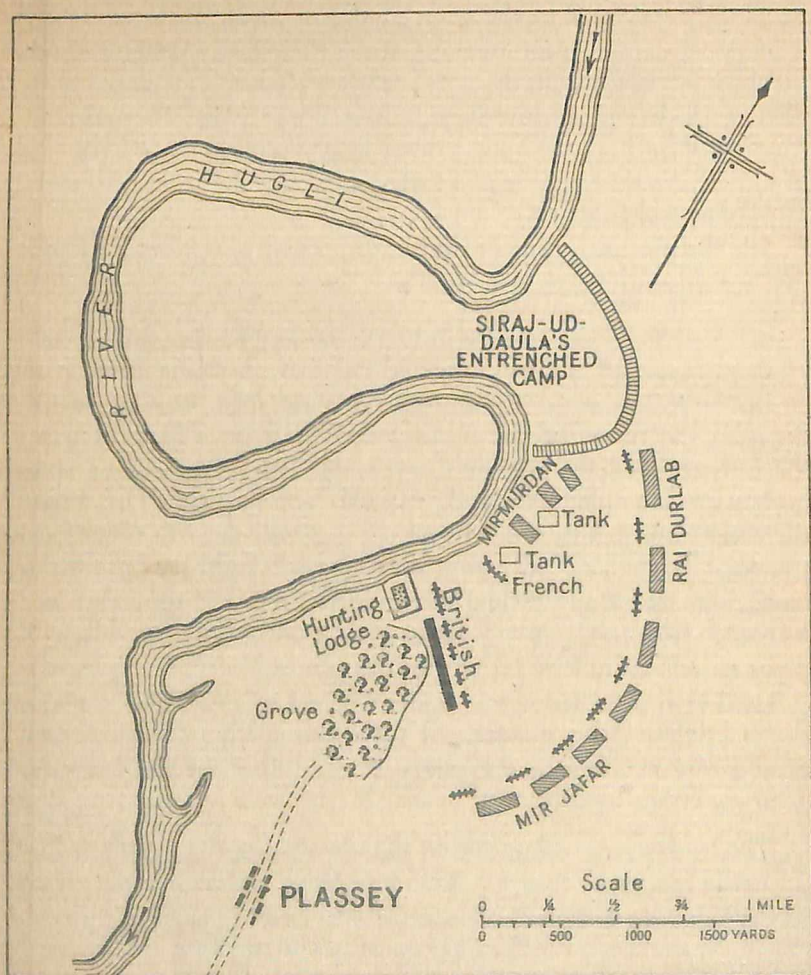 HUGLI
RIVER
SIRAJ-UD-
DAULA'S
ENTRENCHED
CAMP
MIR MURDAN
Tank
Tank
French
RAI DURLAB
Hunting
Lodge
British
Grove
MIR JAFAR
PLASSEY
Scale
0 ¼ ½ ¾ 1 MILE
0 500 1000 1500 YARDS